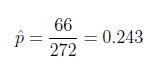 p̂ = 66/272 = 0.243